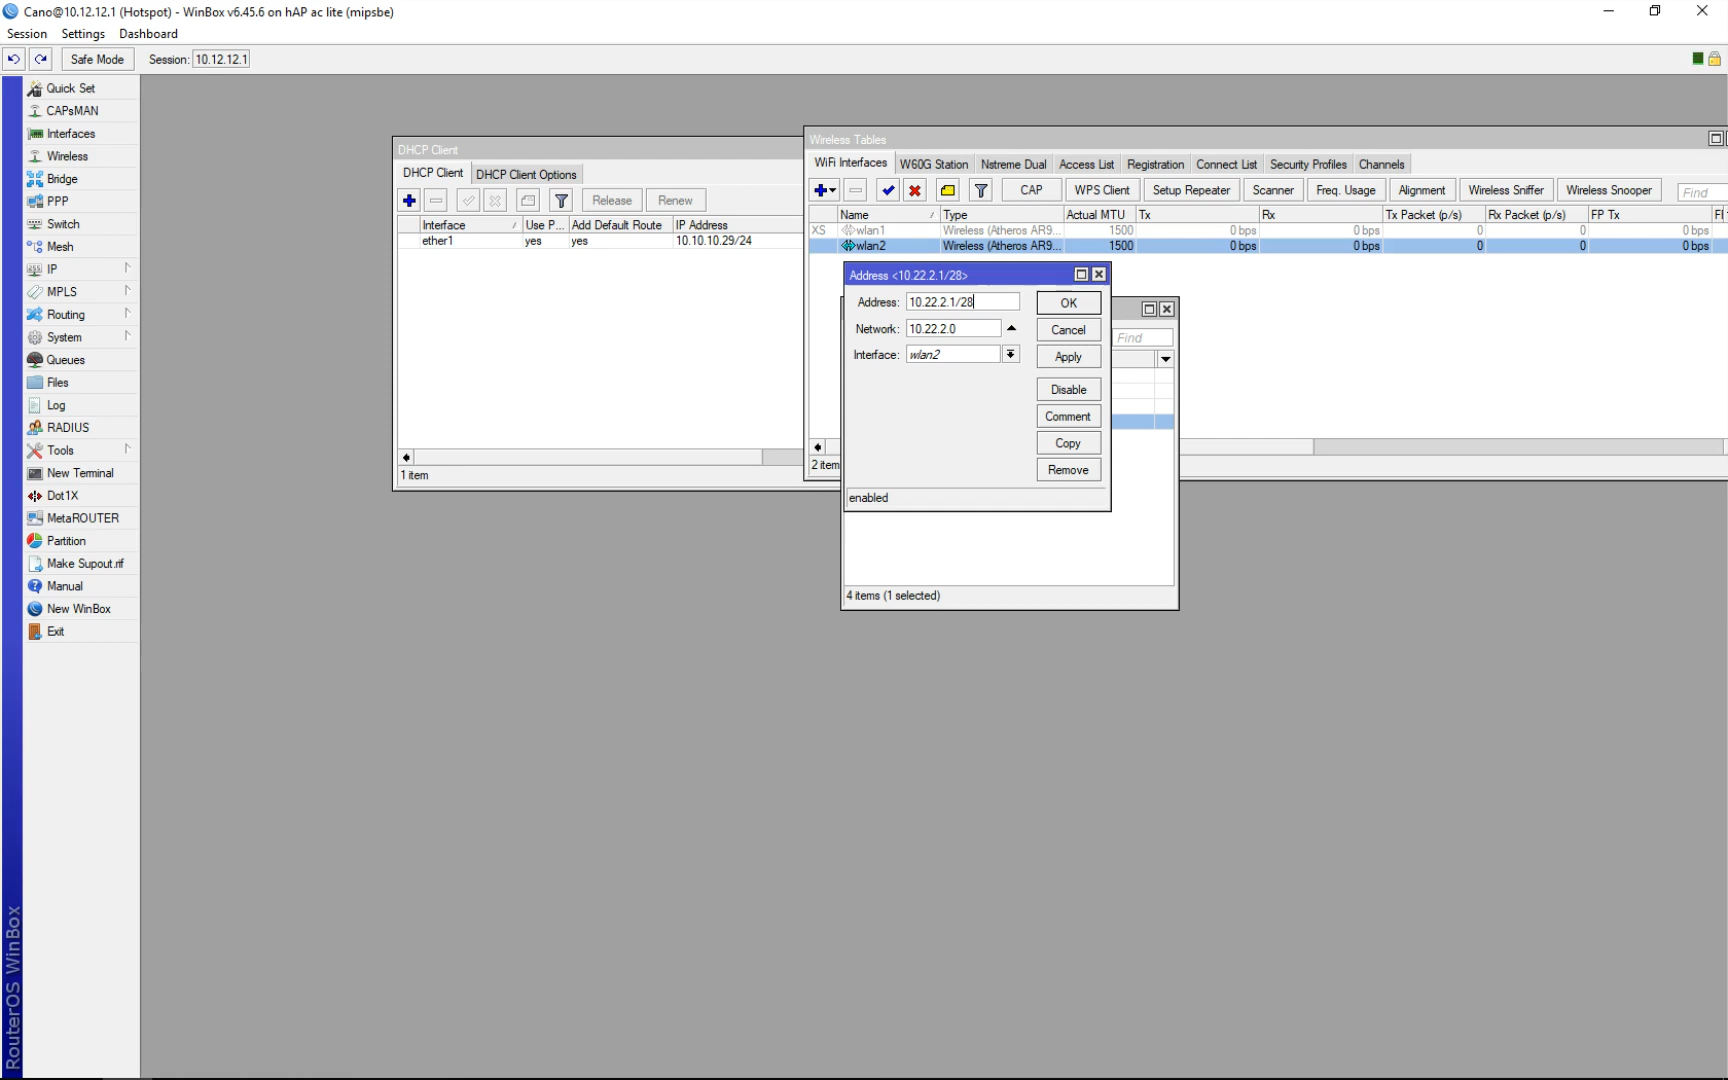 Cano@10.12.12.1 (Hotspot) - WinBox v6.45.6 on hAP ac lite (mipsbe)
Session Settings Dashboard
Safe Mode Session: 10.12.12.1
Quick Set
CAPsMAN
Interfaces
Wireless
Bridge
PPP
Switch
Mesh
IP
MPLS
Routing
System
Queues
Files
Log
RADIUS
Tools
New Terminal
Dot1X
MetaROUTER
Partition
Make Supout.rif
Manual
New WinBox
Exit
RouterOS WinBox
DHCP Client
DHCP Client DHCP Client Options
Release Renew
Interface / Use P... Add Default Route IP Address
ether1 yes yes 10.10.10.29/24
1 item
Wireless Tables
WiFi Interfaces W60G Station Nstreme Dual Access List Registration Connect List Security Profiles Channels
CAP WPS Client Setup Repeater Scanner Freq. Usage Alignment Wireless Sniffer Wireless Snooper Find
Name / Type Actual MTU Tx Rx Tx Packet (p/s) Rx Packet (p/s) FP Tx
XS wlan1 Wireless (Atheros AR9... 1500 0 bps 0 bps 0 0 0 bps
wlan2 Wireless (Atheros AR9... 1500 0 bps 0 bps 0 0 0 bps
2 item
Address <10.22.2.1/28>
Address: 10.22.2.1/28 OK
Network: 10.22.2.0 Cancel
Interface: wlan2 Apply
Disable
Comment
Copy
Remove
enabled
Find
4 items (1 selected)